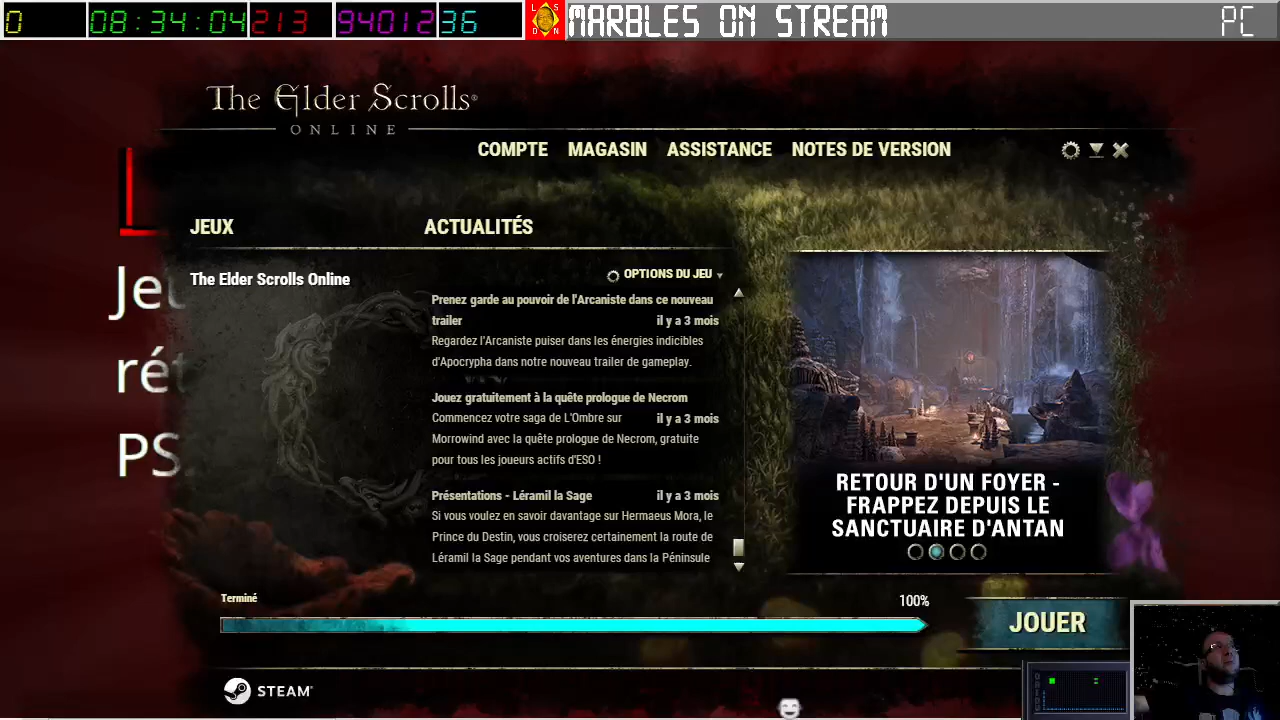 0 08:34:04 213 94012 36 MARBLES ON STREAM PC
The Elder Scrolls®
ONLINE
COMPTE MAGASIN ASSISTANCE NOTES DE VERSION
JEUX ACTUALITÉS
The Elder Scrolls Online
OPTIONS DU JEU
Prenez garde au pouvoir de l'Arcaniste dans ce nouveau
trailer il y a 3 mois
Regardez l'Arcaniste puiser dans les énergies indicibles
d'Apocrypha dans notre nouveau trailer de gameplay.
Jouez gratuitement à la quête prologue de Necrom
Commencez votre saga de L'Ombre sur il y a 3 mois
Morrowind avec la quête prologue de Necrom, gratuite
pour tous les joueurs actifs d'ESO !
Présentations - Léramil la Sage il y a 3 mois
Si vous voulez en savoir davantage sur Hermaeus Mora, le
Prince du Destin, vous croiserez certainement la route de
Léramil la Sage pendant vos aventures dans la Péninsule
RETOUR D'UN FOYER -
FRAPPEZ DEPUIS LE
SANCTUAIRE D'ANTAN
Terminé 100%
JOUER
STEAM
PS